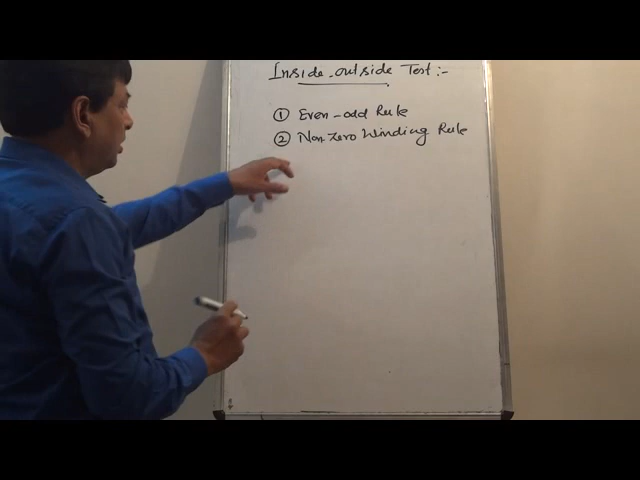 Inside-outside Test:-
① Even-odd Rule
② Non Zero Winding Rule